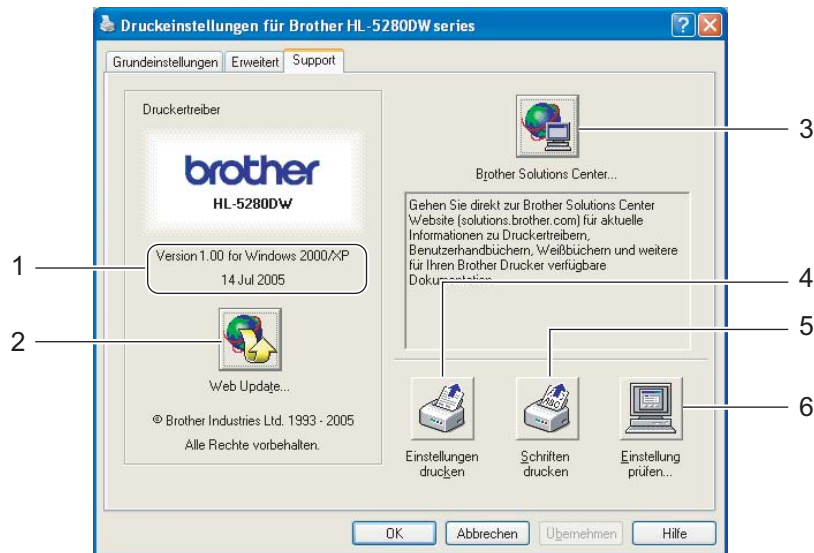 Druckeinstellungen für Brother HL-5280DW series
Grundeinstellungen Erweitert Support
Druckertreiber
brother
HL-5280DW
Version 1.00 for Windows 2000/XP
14 Jul 2005
Web Update...
© Brother Industries Ltd. 1993 - 2005
Alle Rechte vorbehalten.
Brother Solutions Center...
Gehen Sie direkt zur Brother Solutions Center
Website (solutions.brother.com) für aktuelle
Informationen zu Druckertreibern,
Benutzerhandbüchern, Weißbüchern und weitere
für Ihren Brother Drucker verfügbare
Dokumentation.
Einstellungen
drucken
Schriften
drucken
Einstellung
prüfen...
OK Abbrechen Übernehmen Hilfe
1
2
3
4
5
6